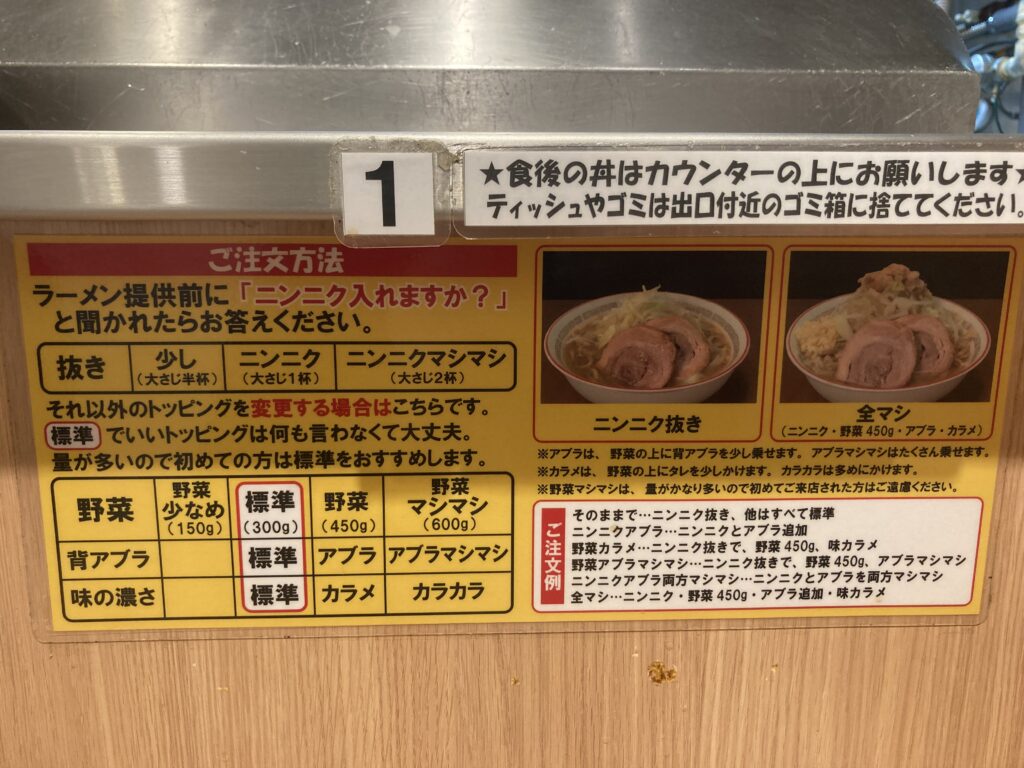 1
★食後の丼はカウンターの上にお願いします★
ティッシュやゴミは出口付近のゴミ箱に捨ててください。
ご注文方法
ラーメン提供前に「ニンニク入れますか?」
と聞かれたらお答えください。
抜き 少し ニンニク ニンニクマシマシ
(大さじ半杯) (大さじ1杯) (大さじ2杯)
それ以外のトッピングを変更する場合はこちらです。
標準 でいいトッピングは何も言わなくて大丈夫。
量が多いので初めての方は標準をおすすめします。
野菜 野菜少なめ(150g) 標準(300g) 野菜(450g) 野菜マシマシ(600g)
背アブラ 標準 アブラ アブラマシマシ
味の濃さ 標準 カラメ カラカラ
ニンニク抜き
全マシ
(ニンニク・野菜450g・アブラ・カラメ)
※アブラは、野菜の上に背アブラを少し乗せます。アブラマシマシはたくさん乗せます。
※カラメは、野菜の上にタレを少しかけます。カラカラは多めにかけます。
※野菜マシマシは、量がかなり多いので初めてご来店された方はご遠慮ください。
ご注文例
そのままで…ニンニク抜き、他はすべて標準
ニンニクアブラ…ニンニクとアブラ追加
野菜カラメ…ニンニク抜きで、野菜450g、味カラメ
野菜アブラマシマシ…ニンニク抜きで、野菜450g、アブラマシマシ
ニンニクアブラ両方マシマシ…ニンニクとアブラを両方マシマシ
全マシ…ニンニク・野菜450g・アブラ追加・味カラメ